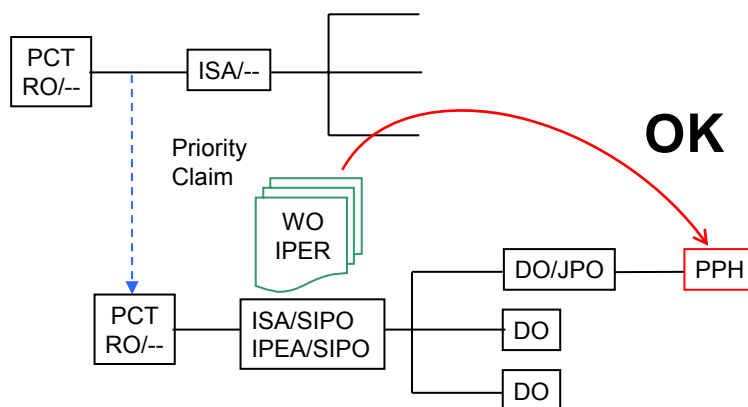 PCT
RO/--
ISA/--
OK
Priority
Claim
WO
IPER
DO/JPO
PPH
PCT
RO/--
ISA/SIPO
IPEA/SIPO
DO
DO